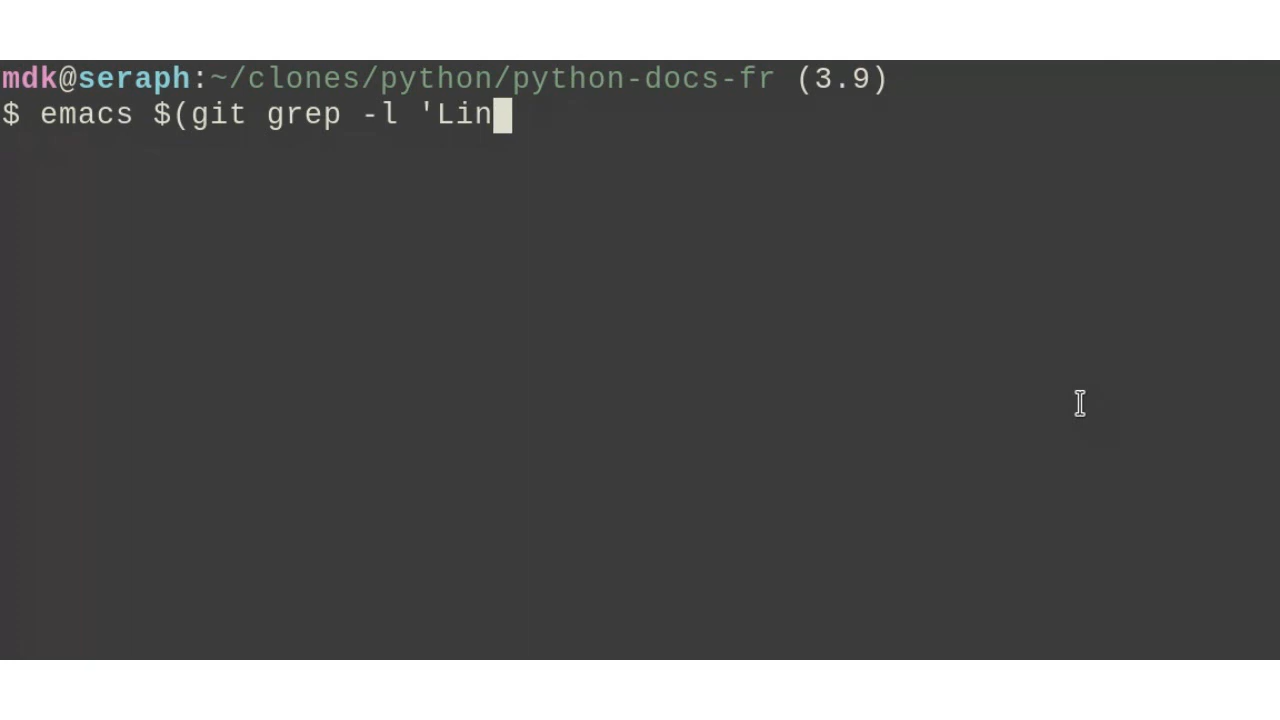 mdk@seraph:~/clones/python/python-docs-fr (3.9)
$ emacs $(git grep -l 'Lin